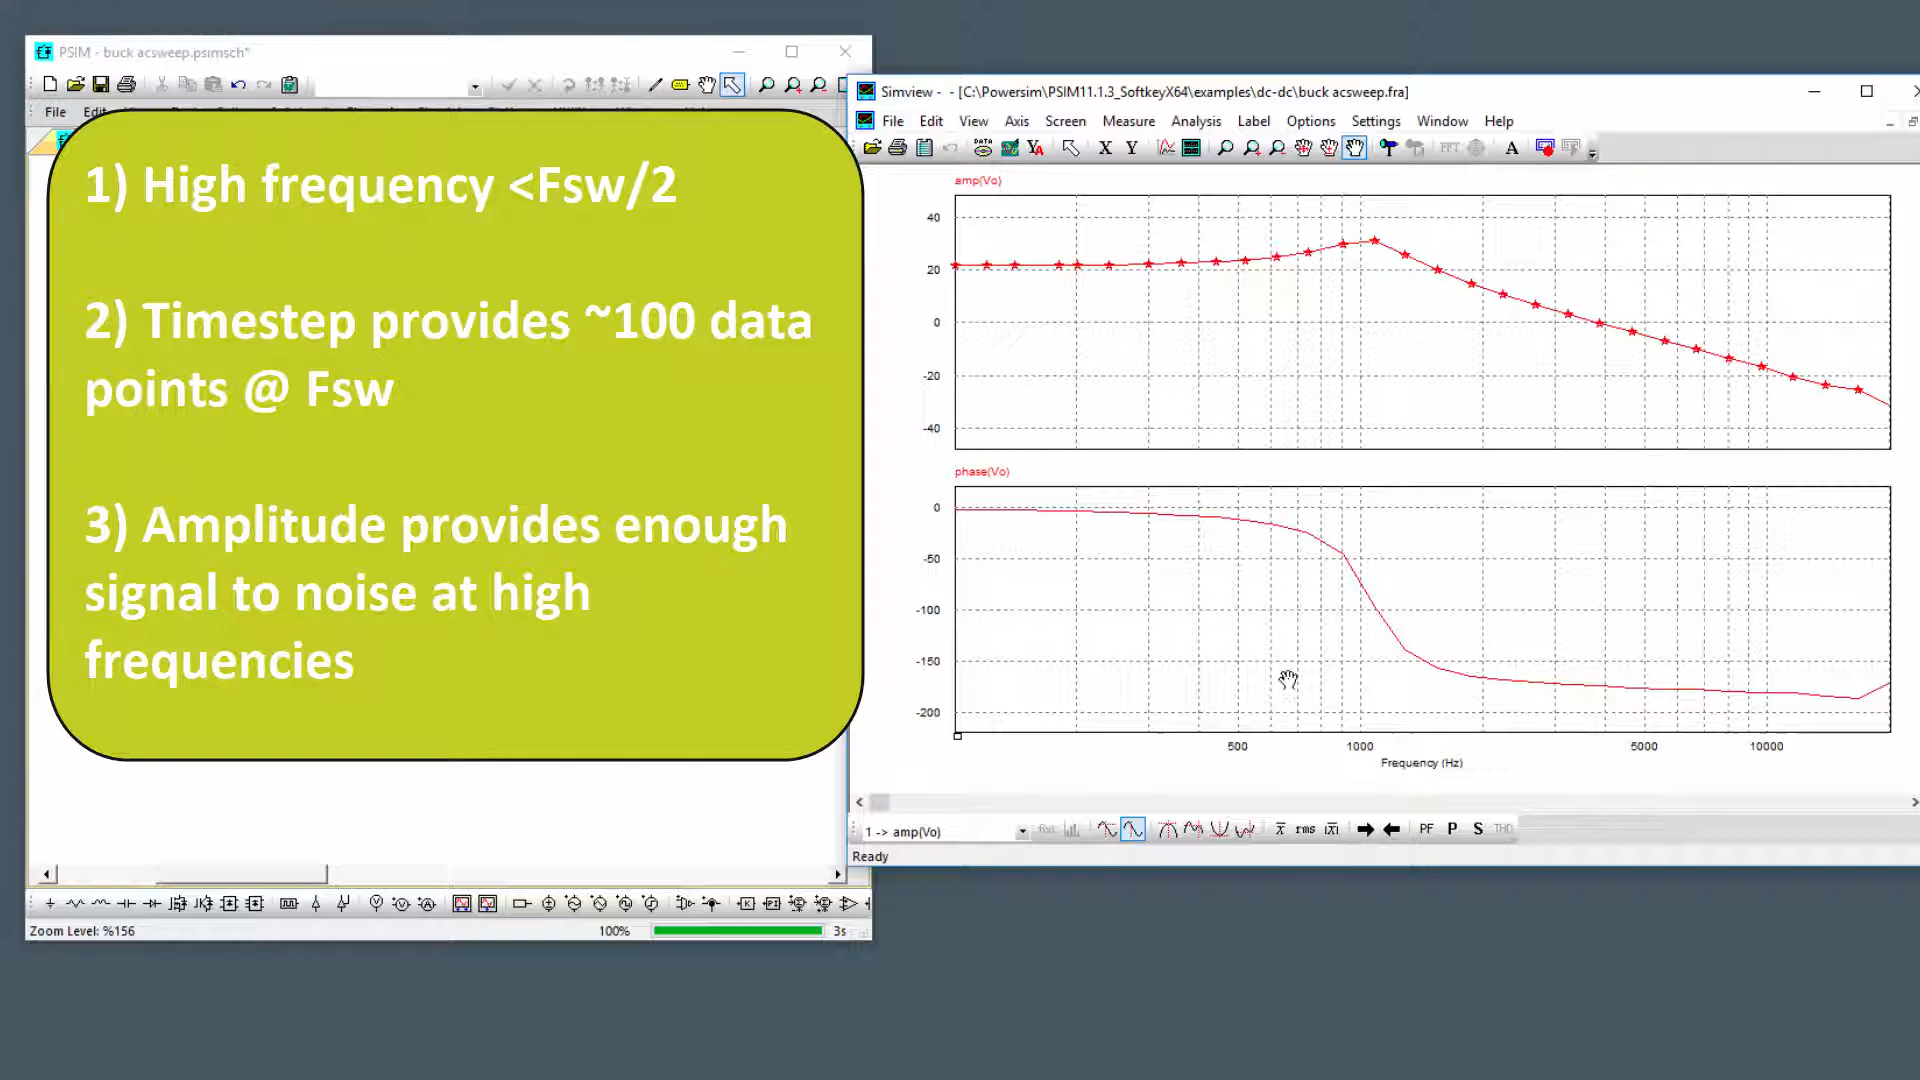 PSIM - buck acsweep.psimsch*
File Edit
1) High frequency <Fsw/2
2) Timestep provides ~100 data
points @ Fsw
3) Amplitude provides enough
signal to noise at high
frequencies
Zoom Level: %156
100%
3s
Simview - - [C:\Powersim\PSIM11.1.3_SoftkeyX64\examples\dc-dc\buck acsweep.fra]
File Edit View Axis Screen Measure Analysis Label Options Settings Window Help
DATA X Y FFT A
amp(Vo)
40
20
0
-20
-40
phase(Vo)
0
-50
-100
-150
-200
500 1000 5000 10000
Frequency (Hz)
1 -> amp(Vo)
x rms |x| PF P S THD
Ready